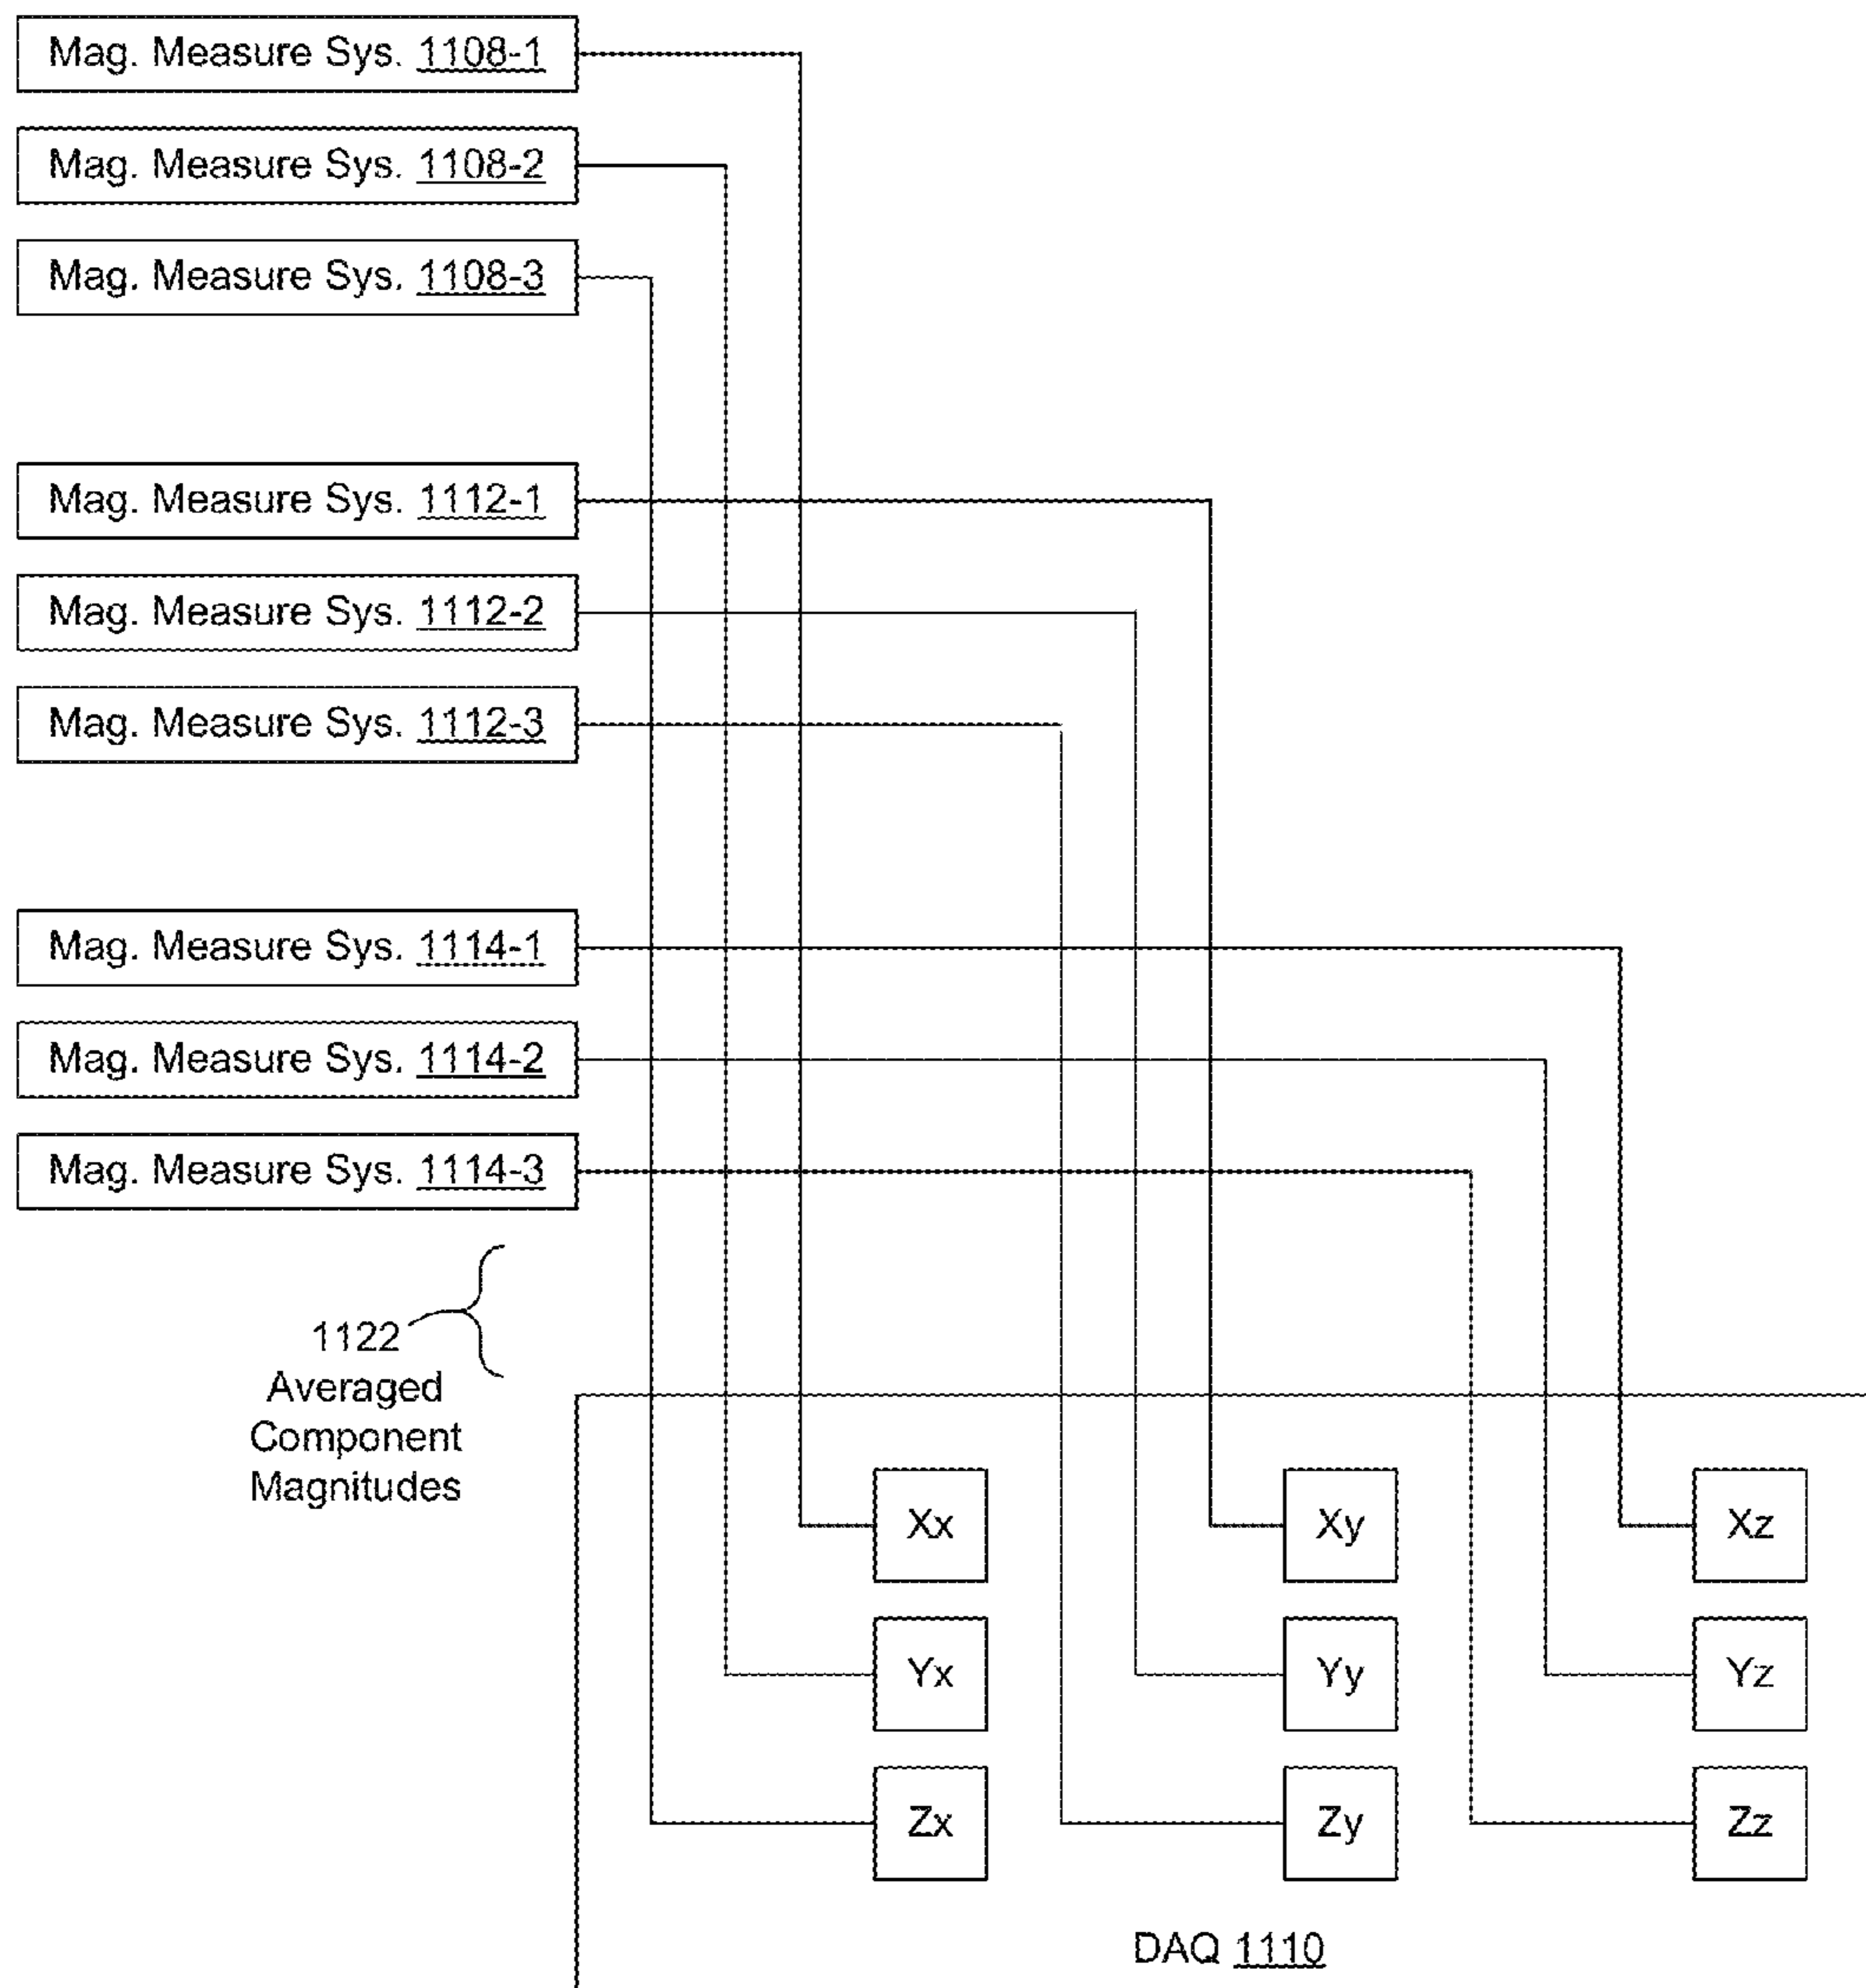 Mag. Measure Sys. 1108-1
Mag. Measure Sys. 1108-2
Mag. Measure Sys. 1108-3
Mag. Measure Sys. 1112-1
Mag. Measure Sys. 1112-2
Mag. Measure Sys. 1112-3
Mag. Measure Sys. 1114-1
Mag. Measure Sys. 1114-2
Mag. Measure Sys. 1114-3
1122
Averaged
Component
Magnitudes
Xx
Xy
Xz
Yx
Yy
Yz
Zx
Zy
Zz
DAQ 1110